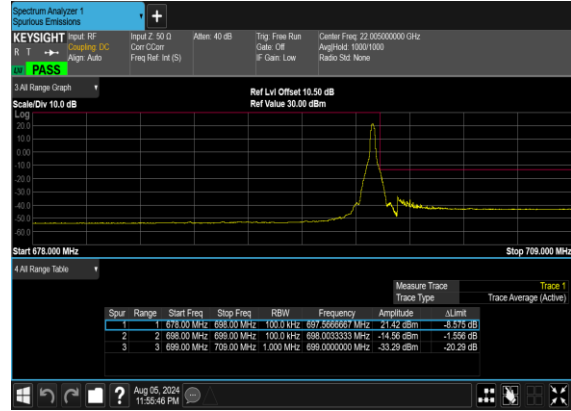 Spectrum Analyzer 1
Spurious Emissions
+
KEYSIGHT Input: RF Input Z: 50 Ω Atten: 40 dB Trig: Free Run Center Freq: 22.005000000 GHz
R T Coupling: DC Corr CCorr Gate: Off Avg|Hold: 1000/1000
Align: Auto Freq Ref: Int (S) IF Gain: Low Radio Std: None
PASS
3 All Range Graph
Ref Lvl Offset 10.50 dB
Scale/Div 10.0 dB Ref Value 30.00 dBm
Log
20.0
10.0
0.00
-10.0
-20.0
-30.0
-40.0
-50.0
-60.0
Start 678.000 MHz Stop 709.000 MHz
4 All Range Table
Measure Trace Trace 1
Trace Type Trace Average (Active)
Spur Range Start Freq Stop Freq RBW Frequency Amplitude ΔLimit
1 1 678.00 MHz 698.00 MHz 100.0 kHz 697.5666667 MHz 21.42 dBm -8.575 dB
2 2 698.00 MHz 699.00 MHz 100.0 kHz 698.0033333 MHz -14.56 dBm -1.556 dB
3 3 699.00 MHz 709.00 MHz 1.000 MHz 699.0000000 MHz -33.29 dBm -20.29 dB
? Aug 05, 2024
11:55:46 PM